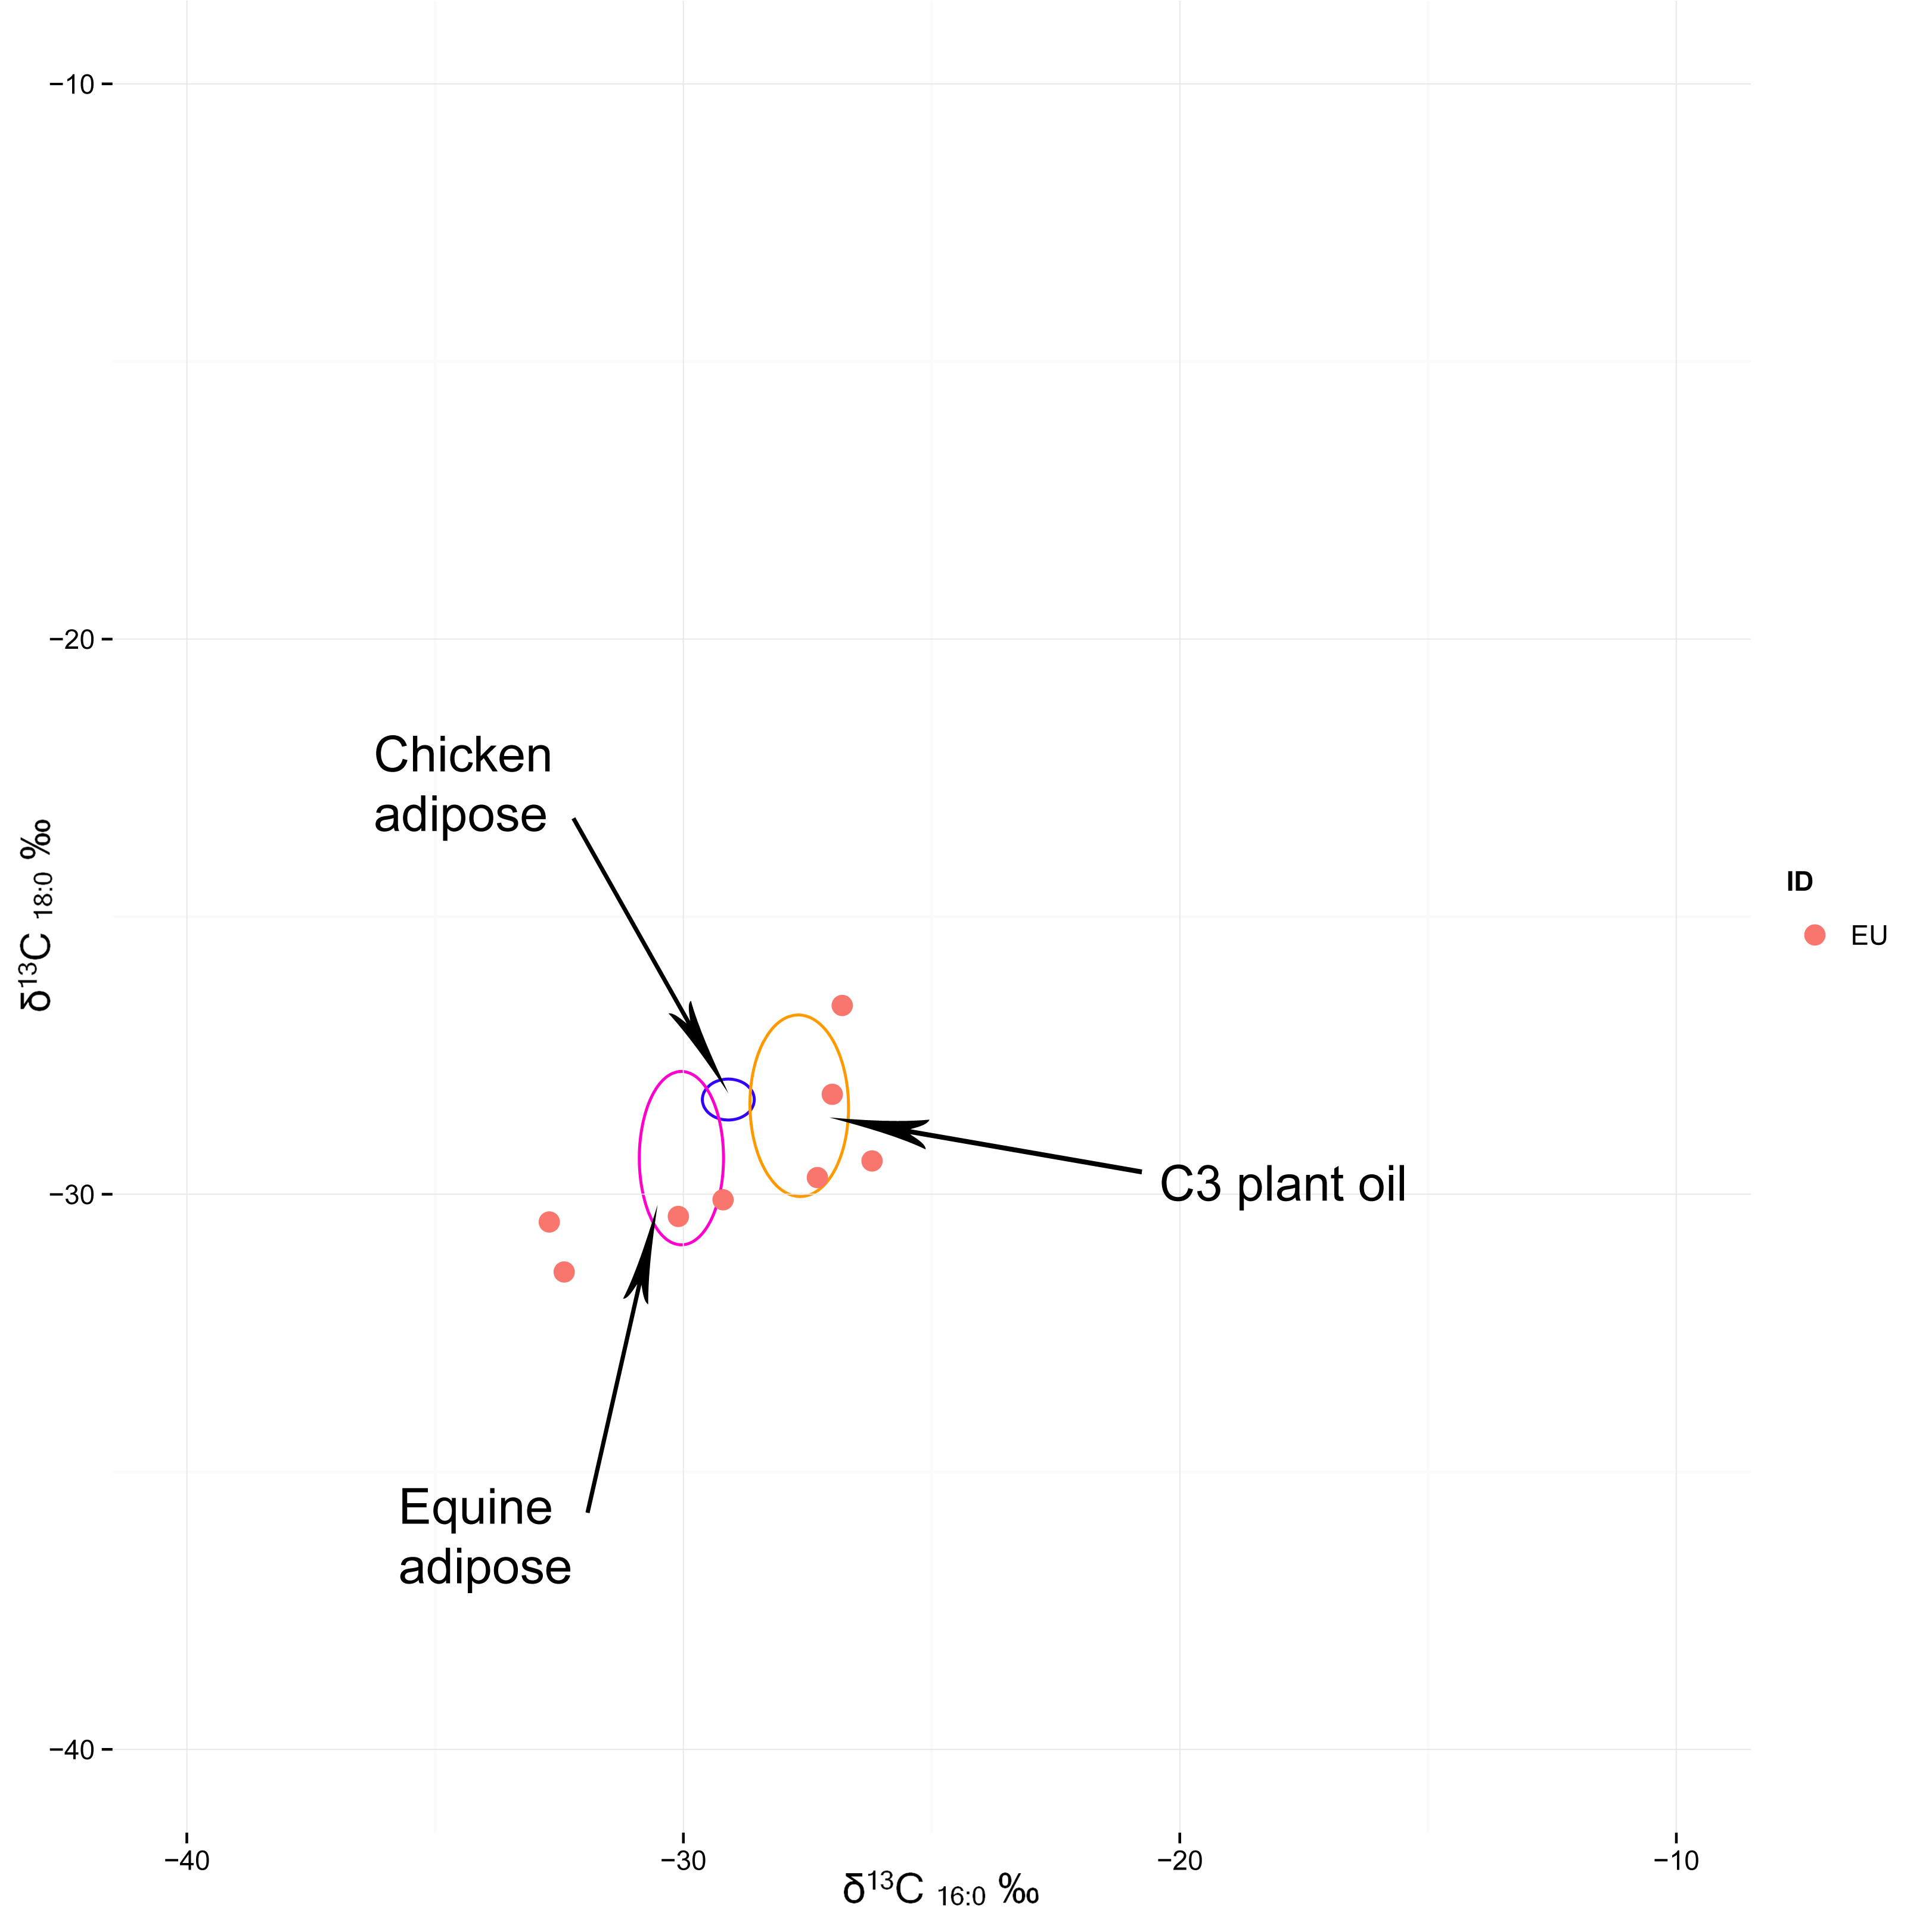 −10
−20
−30
−40
δ13C 18:0 ‰
Chicken
adipose
C3 plant oil
Equine
adipose
ID
EU
−40
−30
−20
−10
δ13C 16:0 ‰